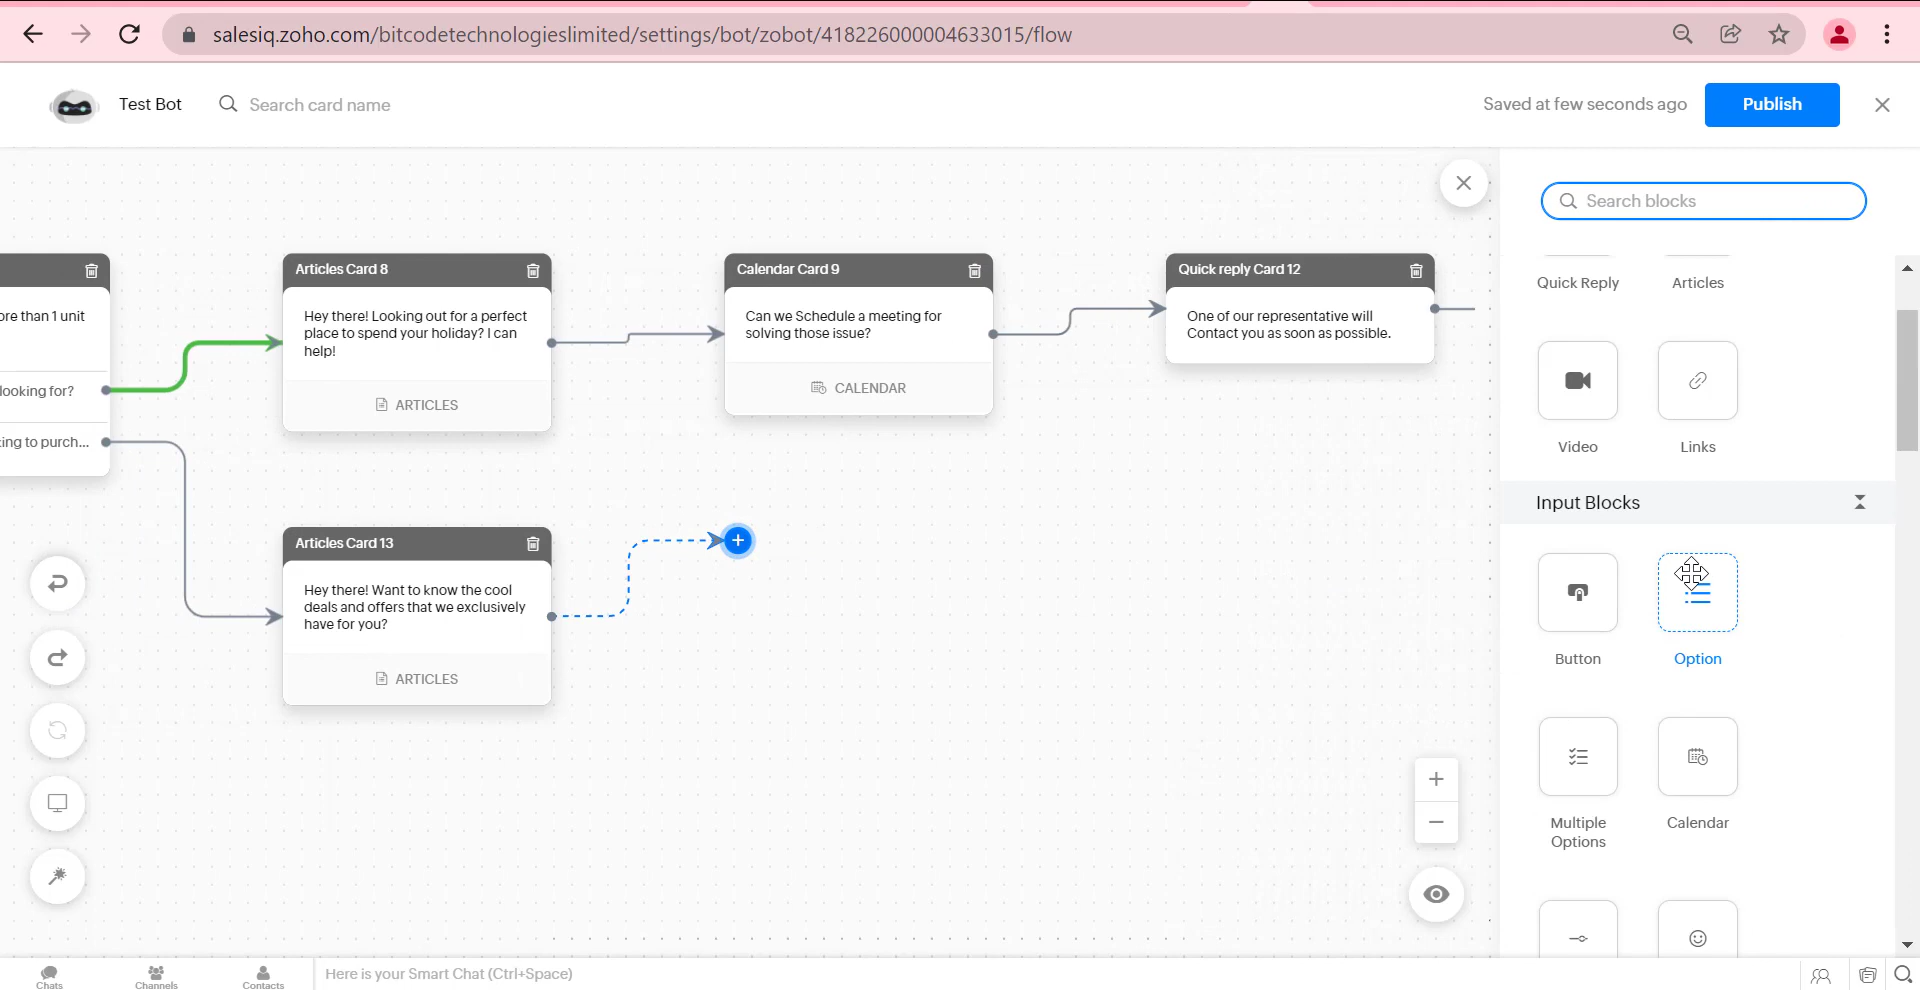 salesiq.zoho.com/bitcodetechnologieslimited/settings/bot/zobot/418226000004633015/flow
Test Bot
Search card name
Saved at few seconds ago
Publish
Search blocks
ore than 1 unit
looking for?
ing to purch...
Articles Card 8
Hey there! Looking out for a perfect
place to spend your holiday? I can
help!
ARTICLES
Calendar Card 9
Can we Schedule a meeting for
solving those issue?
CALENDAR
Quick reply Card 12
One of our representative will
Contact you as soon as possible.
Articles Card 13
Hey there! Want to know the cool
deals and offers that we exclusively
have for you?
ARTICLES
Quick Reply
Articles
Video
Links
Input Blocks
Button
Option
Multiple
Options
Calendar
Chats
Channels
Contacts
Here is your Smart Chat (Ctrl+Space)